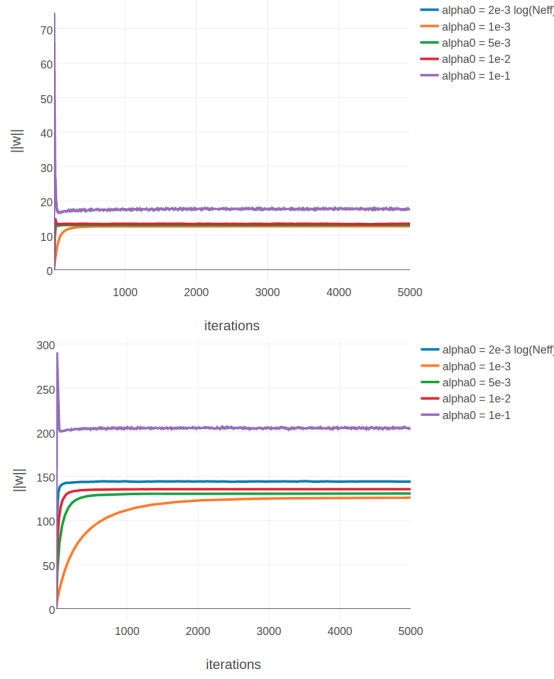 alpha0 = 2e-3 log(Neff)
alpha0 = 1e-3
alpha0 = 5e-3
alpha0 = 1e-2
alpha0 = 1e-1
70
60
50
40
30
20
10
0
||w||
1000
2000
3000
4000
5000
iterations
alpha0 = 2e-3 log(Neff)
alpha0 = 1e-3
alpha0 = 5e-3
alpha0 = 1e-2
alpha0 = 1e-1
300
250
200
150
100
50
0
||w||
1000
2000
3000
4000
5000
iterations